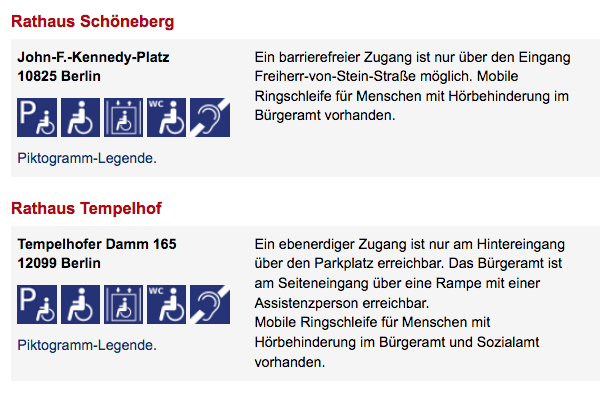 Rathaus Schöneberg
John-F.-Kennedy-Platz
10825 Berlin
P
WC
Piktogramm-Legende.
Ein barrierefreier Zugang ist nur über den Eingang
Freiherr-von-Stein-Straße möglich. Mobile
Ringschleife für Menschen mit Hörbehinderung im
Bürgeramt vorhanden.
Rathaus Tempelhof
Tempelhofer Damm 165
12099 Berlin
P
WC
Piktogramm-Legende.
Ein ebenerdiger Zugang ist nur am Hintereingang
über den Parkplatz erreichbar. Das Bürgeramt ist
am Seiteneingang über eine Rampe mit einer
Assistenzperson erreichbar.
Mobile Ringschleife für Menschen mit
Hörbehinderung im Bürgeramt und Sozialamt
vorhanden.